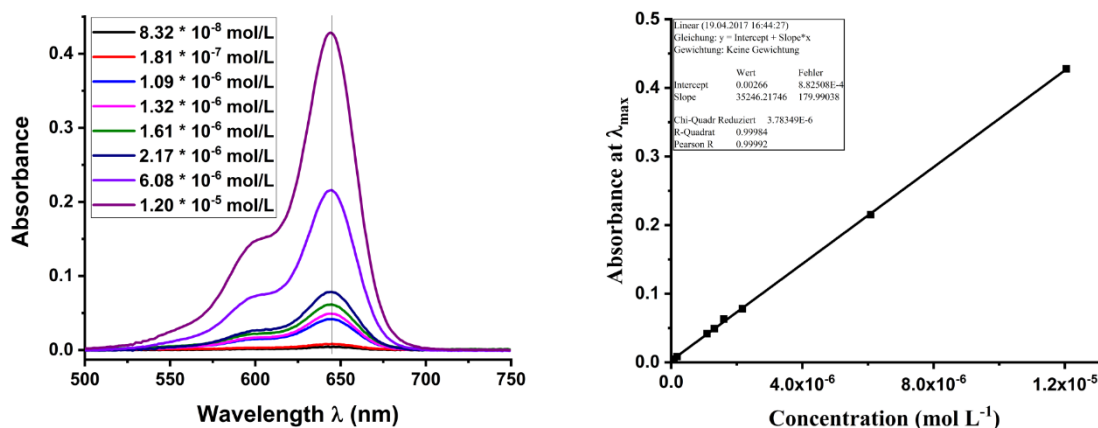 8.32 * 10⁻⁸ mol/L
1.81 * 10⁻⁷ mol/L
1.09 * 10⁻⁶ mol/L
1.32 * 10⁻⁶ mol/L
1.61 * 10⁻⁶ mol/L
2.17 * 10⁻⁶ mol/L
6.08 * 10⁻⁶ mol/L
1.20 * 10⁻⁵ mol/L
Absorbance
0.4
0.3
0.2
0.1
0.0
500 550 600 650 700 750
Wavelength λ (nm)
Linear (19.04.2017 16:44:27)
Gleichung: y = Intercept + Slope*x
Gewichtung: Keine Gewichtung
Wert Fehler
Intercept 0.00266 8.82508E-4
Slope 35246.21746 179.99038
Chi-Quadr Reduziert 3.78349E-6
R-Quadrat 0.99984
Pearson R 0.99992
Absorbance at λmax
0.5
0.4
0.3
0.2
0.1
0.0
0.0 4.0x10⁻⁶ 8.0x10⁻⁶ 1.2x10⁻⁵
Concentration (mol L⁻¹)